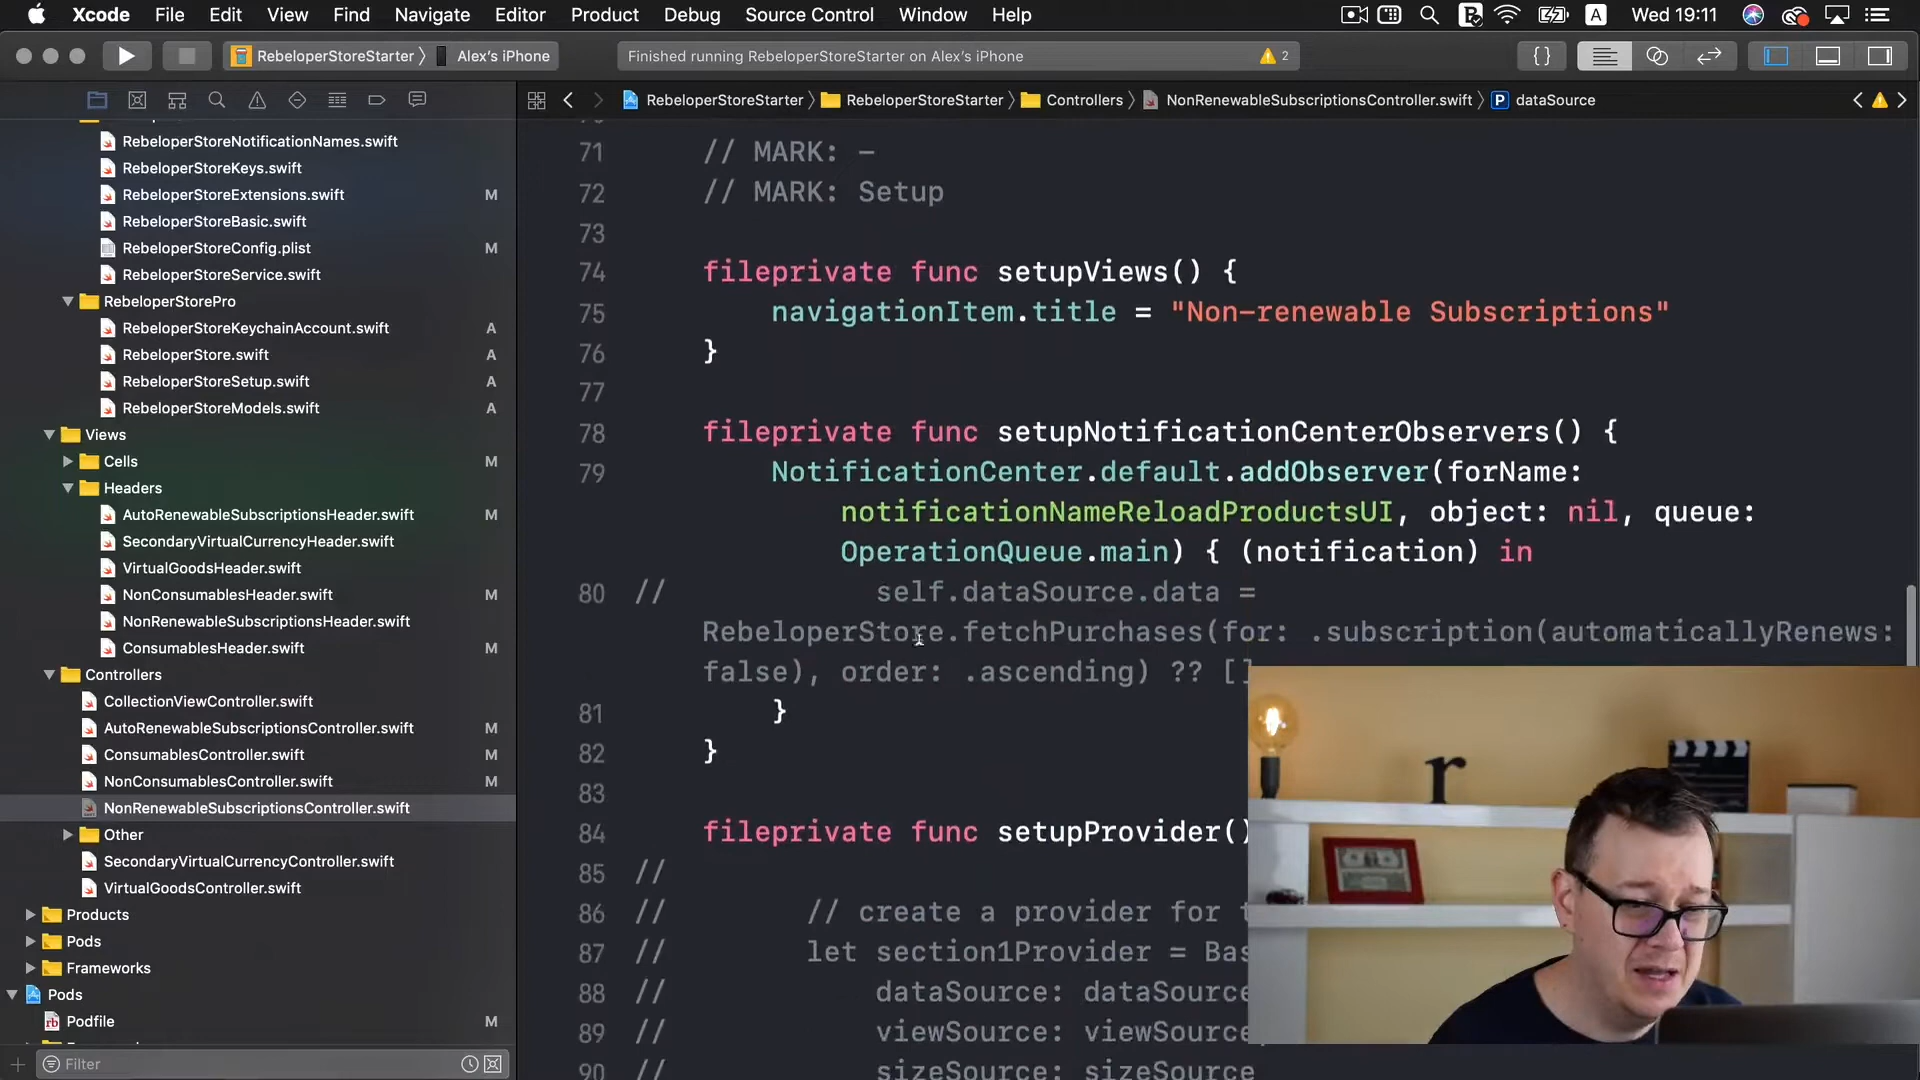 Xcode File Edit View Find Navigate Editor Product Debug Source Control Window Help Wed 19:11
RebeloperStoreStarter 〉 Alex's iPhone
Finished running RebeloperStoreStarter on Alex's iPhone 2
RebeloperStoreStarter 〉 RebeloperStoreStarter 〉 Controllers 〉 NonRenewableSubscriptionsController.swift 〉 P dataSource
RebeloperStoreNotificationNames.swift
RebeloperStoreKeys.swift
RebeloperStoreExtensions.swift M
RebeloperStoreBasic.swift
RebeloperStoreConfig.plist M
RebeloperStoreService.swift
RebeloperStorePro
RebeloperStoreKeychainAccount.swift A
RebeloperStore.swift A
RebeloperStoreSetup.swift A
RebeloperStoreModels.swift A
Views
Cells M
Headers
AutoRenewableSubscriptionsHeader.swift M
SecondaryVirtualCurrencyHeader.swift
VirtualGoodsHeader.swift
NonConsumablesHeader.swift M
NonRenewableSubscriptionsHeader.swift
ConsumablesHeader.swift M
Controllers
CollectionViewController.swift
AutoRenewableSubscriptionsController.swift M
ConsumablesController.swift M
NonConsumablesController.swift M
NonRenewableSubscriptionsController.swift
Other
SecondaryVirtualCurrencyController.swift
VirtualGoodsController.swift
Products
Pods
Frameworks
Pods
Podfile M
Filter
71 // MARK: -
72 // MARK: Setup
73
74 fileprivate func setupViews() {
75 navigationItem.title = "Non-renewable Subscriptions"
76 }
77
78 fileprivate func setupNotificationCenterObservers() {
79 NotificationCenter.default.addObserver(forName:
notificationNameReloadProductsUI, object: nil, queue:
OperationQueue.main) { (notification) in
80 // self.dataSource.data =
RebeloperStore.fetchPurchases(for: .subscription(automaticallyRenews:
false), order: .ascending) ?? []
81 }
82 }
83
84 fileprivate func setupProvider()
85 //
86 // // create a provider for
87 // let section1Provider =
88 // dataSource: dataSource
89 // viewSource: viewSource
90 // sizeSource: sizeSource